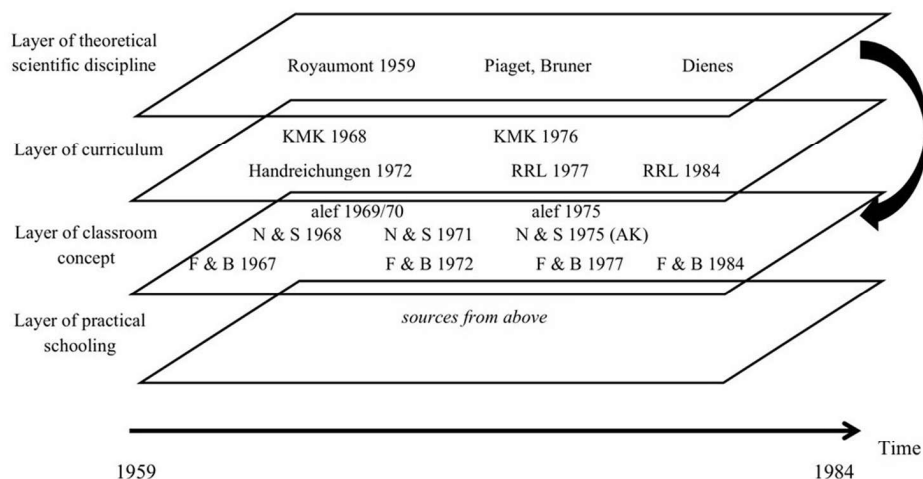 Layer of theoretical
scientific discipline
Royaumont 1959 Piaget, Bruner Dienes
KMK 1968 KMK 1976
Layer of curriculum
Handreichungen 1972 RRL 1977 RRL 1984
alef 1969/70 alef 1975
Layer of classroom
concept
N & S 1968 N & S 1971 N & S 1975 (AK)
F & B 1967 F & B 1972 F & B 1977 F & B 1984
Layer of practical
schooling
sources from above
Time
1959 1984